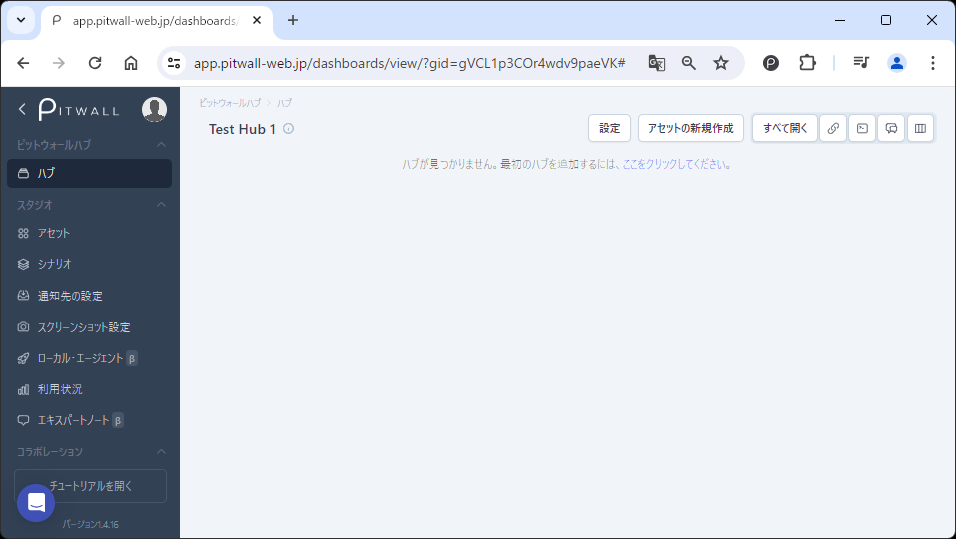 app.pitwall-web.jp/dashboards/
app.pitwall-web.jp/dashboards/view/?gid=gVCL1p3COr4wdv9paeVK#
PITWALL
ピットウォールハブ
ハブ
スタジオ
アセット
シナリオ
通知先の設定
スクリーンショット設定
ローカル・エージェント β
利用状況
エキスパートノート β
コラボレーション
チュートリアルを開く
バージョン1.4.16
ピットウォールハブ > ハブ
Test Hub 1
設定
アセットの新規作成
すべて開く
ハブが見つかりません。最初のハブを追加するには、ここをクリックしてください。